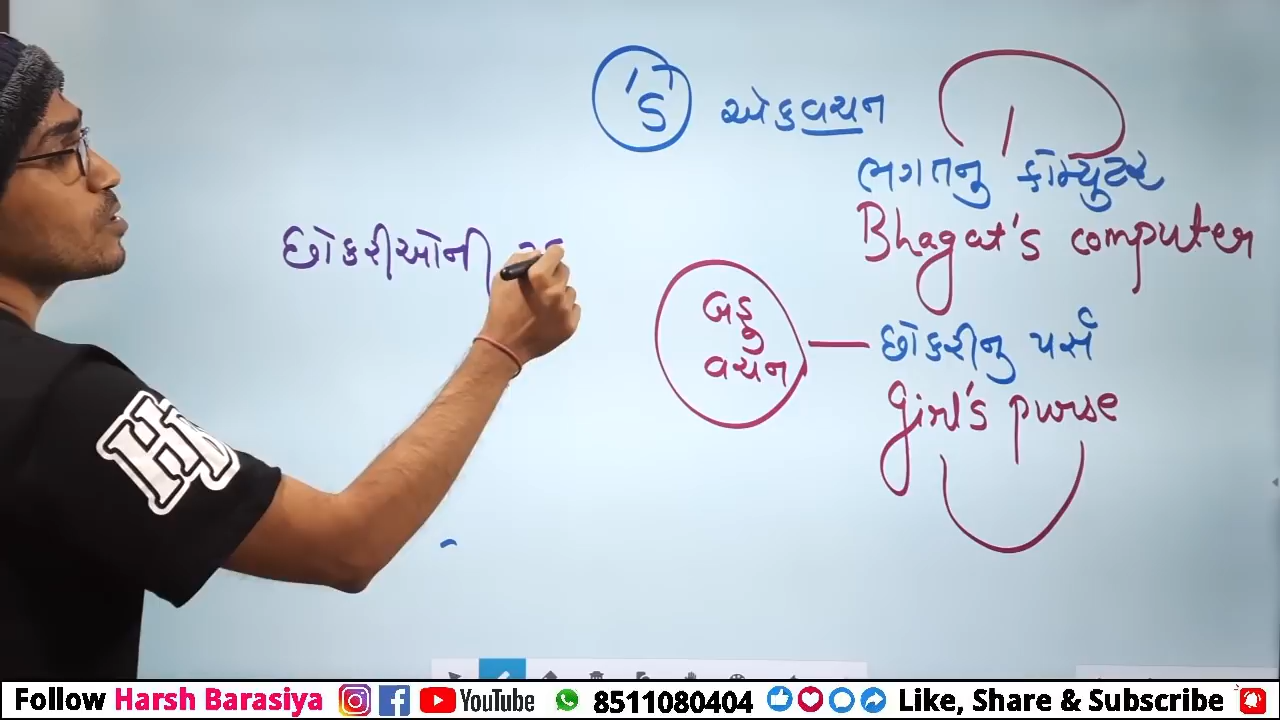 's એકવચન
ભગતનુ કોમ્પ્યુટર
Bhagat's computer
છોકરીઓની
બહુ
વચન
છોકરીનુ પર્સ
Girl's purse
HB
Follow Harsh Barasiya YouTube 8511080404 Like, Share & Subscribe